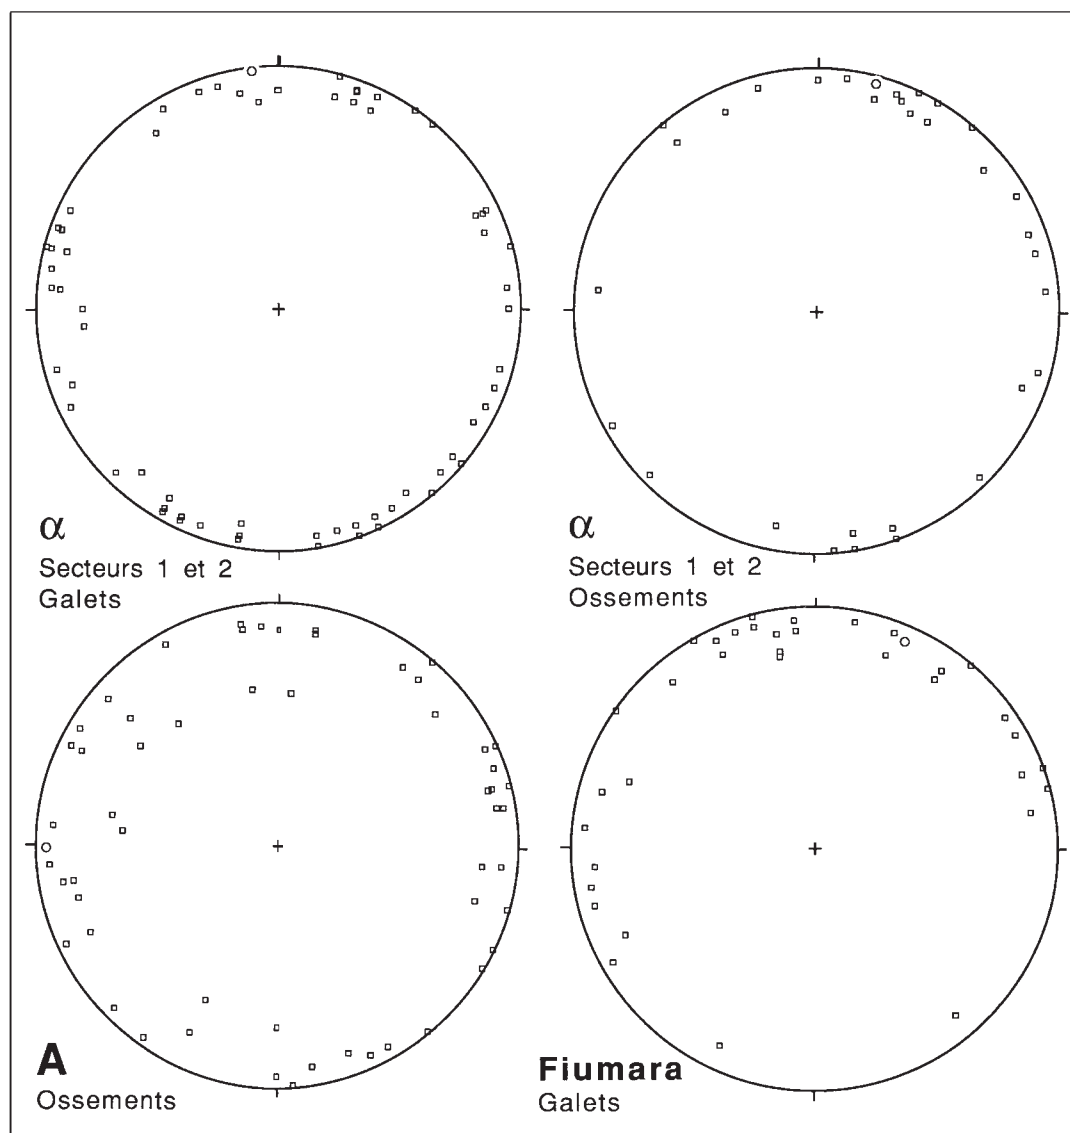 α
Secteurs 1 et 2
Galets
α
Secteurs 1 et 2
Ossements
A
Ossements
Fiumara
Galets